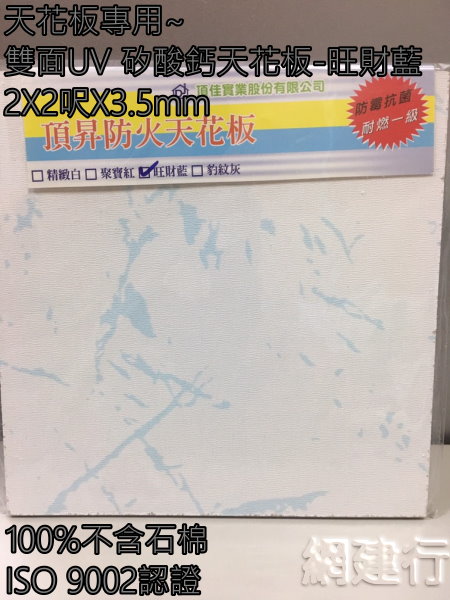 天花板專用~
雙面UV 矽酸鈣天花板-旺財藍
2X2呎X3.5mm
頂佳實業股份有限公司
防霉抗菌
耐燃一級
頂昇防火天花板
□精緻白□聚寶紅☑旺財藍□豹紋灰
100%不含石棉
ISO 9002認證
網建行